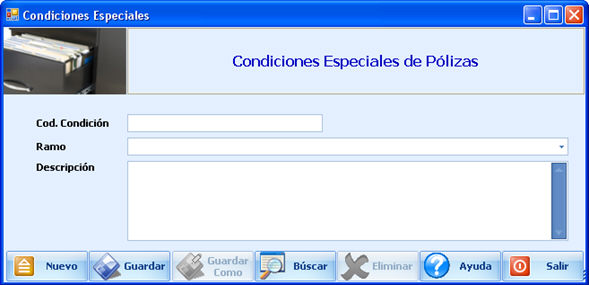 Condiciones Especiales
Condiciones Especiales de Pólizas
Cod. Condición
Ramo
Descripción
Nuevo
Guardar
Guardar
Como
Búscar
Eliminar
Ayuda
Salir